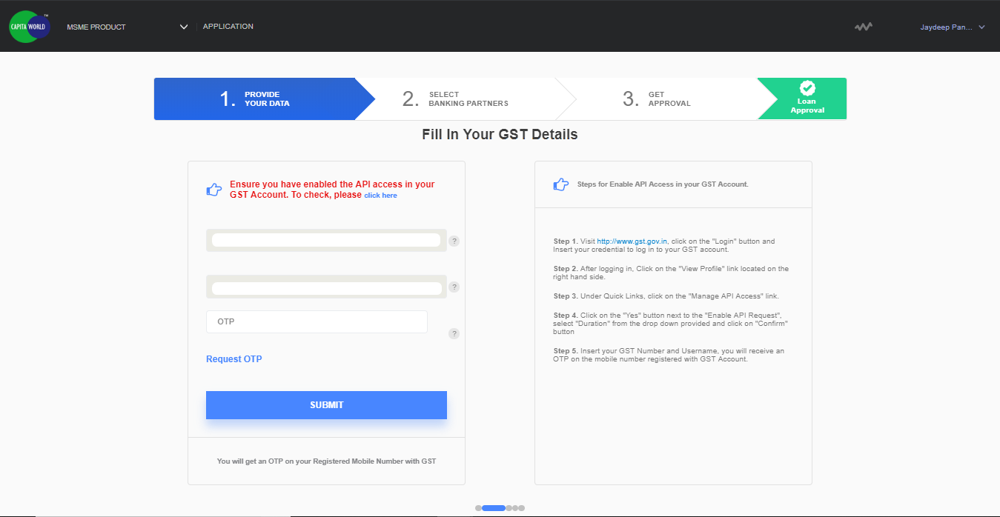 CAPITA WORLD
TM
MSME PRODUCT
APPLICATION
Jaydeep Pan...
1. PROVIDE
YOUR DATA
2. SELECT
BANKING PARTNERS
3. GET
APPROVAL
Loan
Approval
Fill In Your GST Details
Ensure you have enabled the API access in your
GST Account. To check, please click here
?
?
OTP
?
Request OTP
SUBMIT
You will get an OTP on your Registered Mobile Number with GST
Steps for Enable API Access in your GST Account.
Step 1. Visit http://www.gst.gov.in, click on the "Login" button and
Insert your credential to log in to your GST account.
Step 2. After logging in, Click on the "View Profile" link located on the
right hand side.
Step 3. Under Quick Links, click on the "Manage API Access" link.
Step 4. Click on the "Yes" button next to the "Enable API Request",
select "Duration" from the drop down provided and click on "Confirm"
button
Step 5. Insert your GST Number and Username, you will receive an
OTP on the mobile number registered with GST Account.